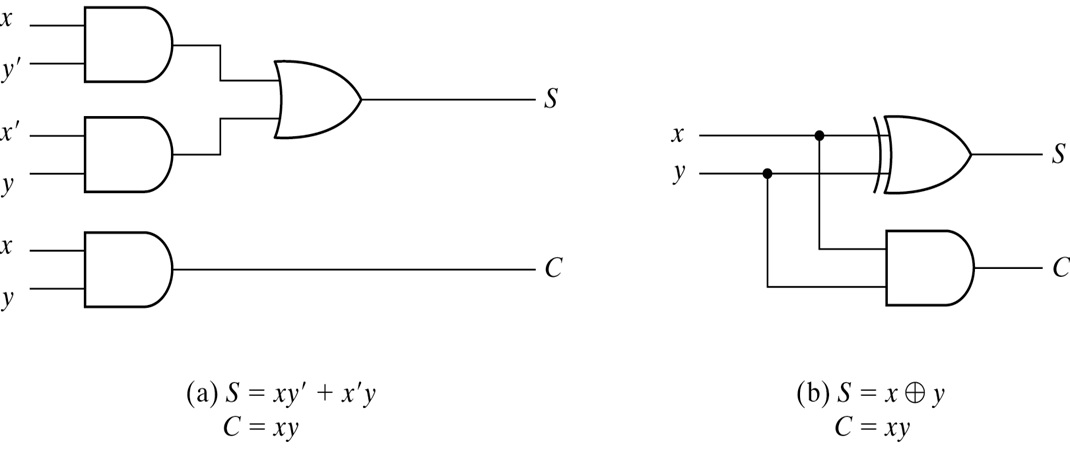 x
y′
x′
y
x
y
S
C
(a) S = xy′ + x′y
C = xy
x
y
S
C
(b) S = x ⊕ y
C = xy